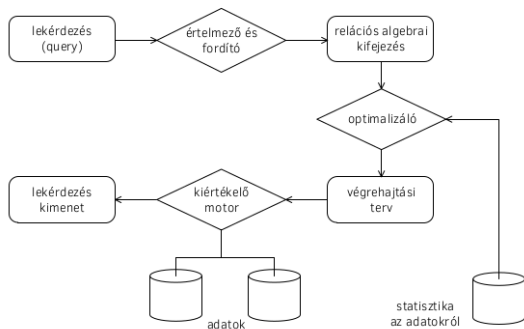 lekérdezés
(query)
értelmező és
fordító
relációs algebrai
kifejezés
optimalizáló
lekérdezés
kimenet
kiértékelő
motor
végrehajtási
terv
adatok
statisztika
az adatokról